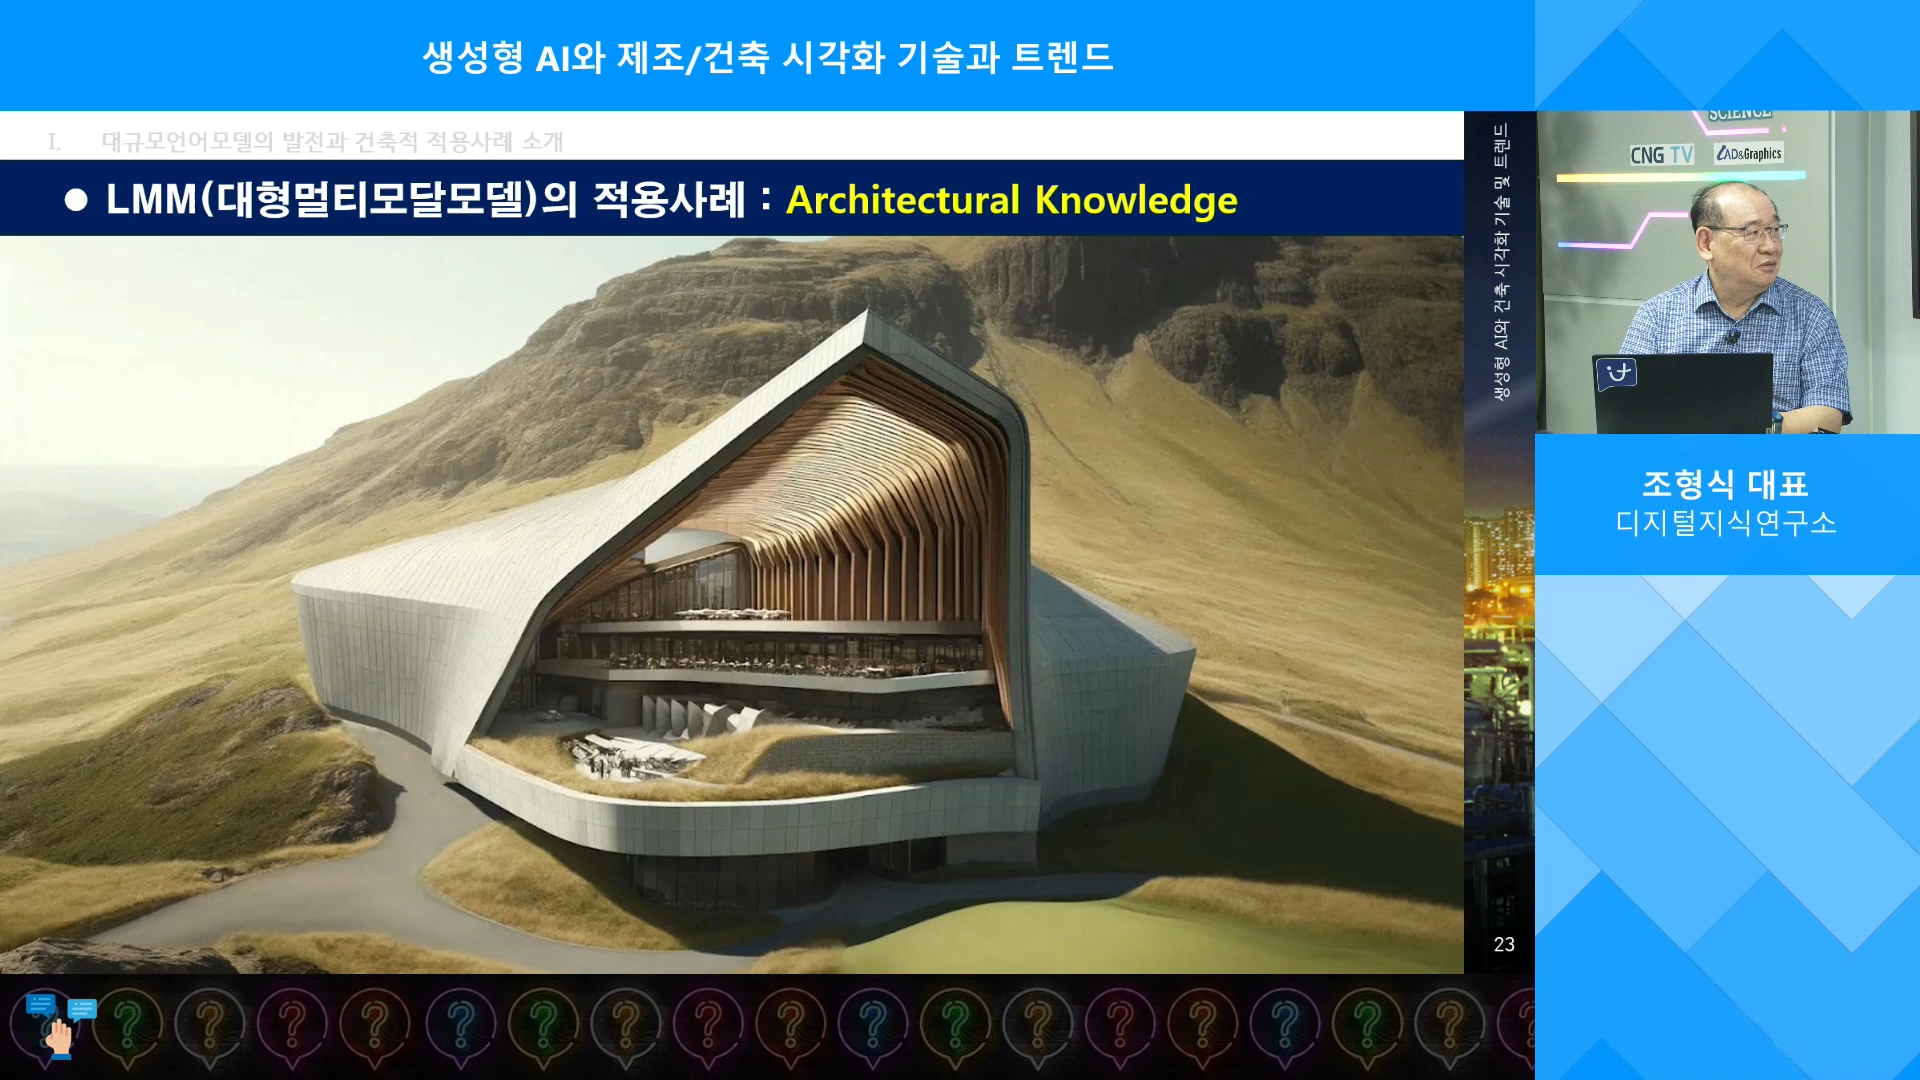 생성형 AI와 제조/건축 시각화 기술과 트렌드
I. 대규모언어모델의 발전과 건축적 적용사례 소개
● LMM(대형멀티모달모델)의 적용사례 : Architectural Knowledge
생성형 AI와 건축 시각화 기술 및 트렌드
23
SCIENCE
CNG TV
CAD&Graphics
조형식 대표
디지털지식연구소